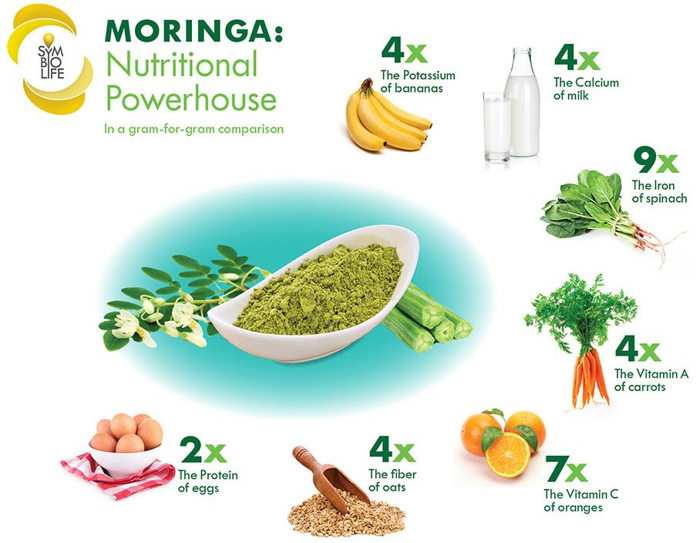 SYM
BIO
LIFE
MORINGA:
Nutritional
Powerhouse
In a gram-for-gram comparison
4x
The Potassium
of bananas
4x
The Calcium
of milk
9x
The Iron
of spinach
4x
The Vitamin A
of carrots
7x
The Vitamin C
of oranges
4x
The fiber
of oats
2x
The Protein
of eggs